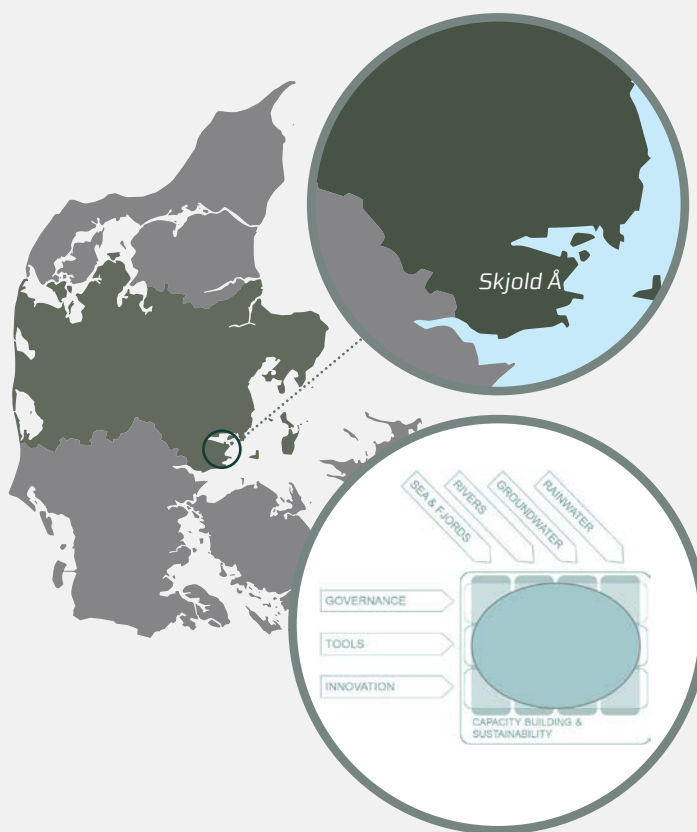 Skjold Å
SEA & FJORDS
RIVERS
GROUNDWATER
RAINWATER
GOVERNANCE
TOOLS
INNOVATION
CAPACITY BUILDING &
SUSTAINABILITY